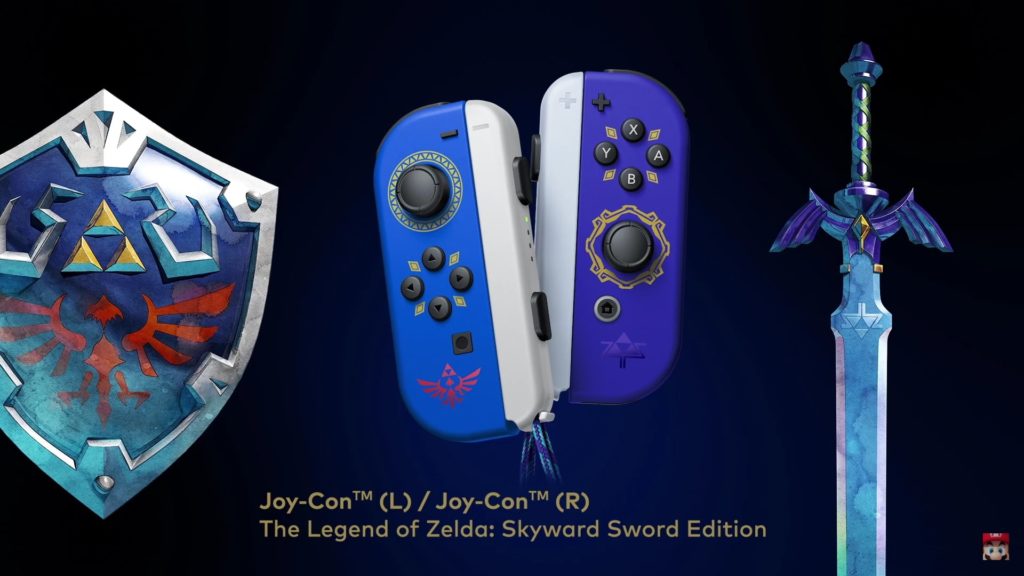 X
Y
A
B
Joy-Con™ (L) / Joy-Con™ (R)
The Legend of Zelda: Skyward Sword Edition